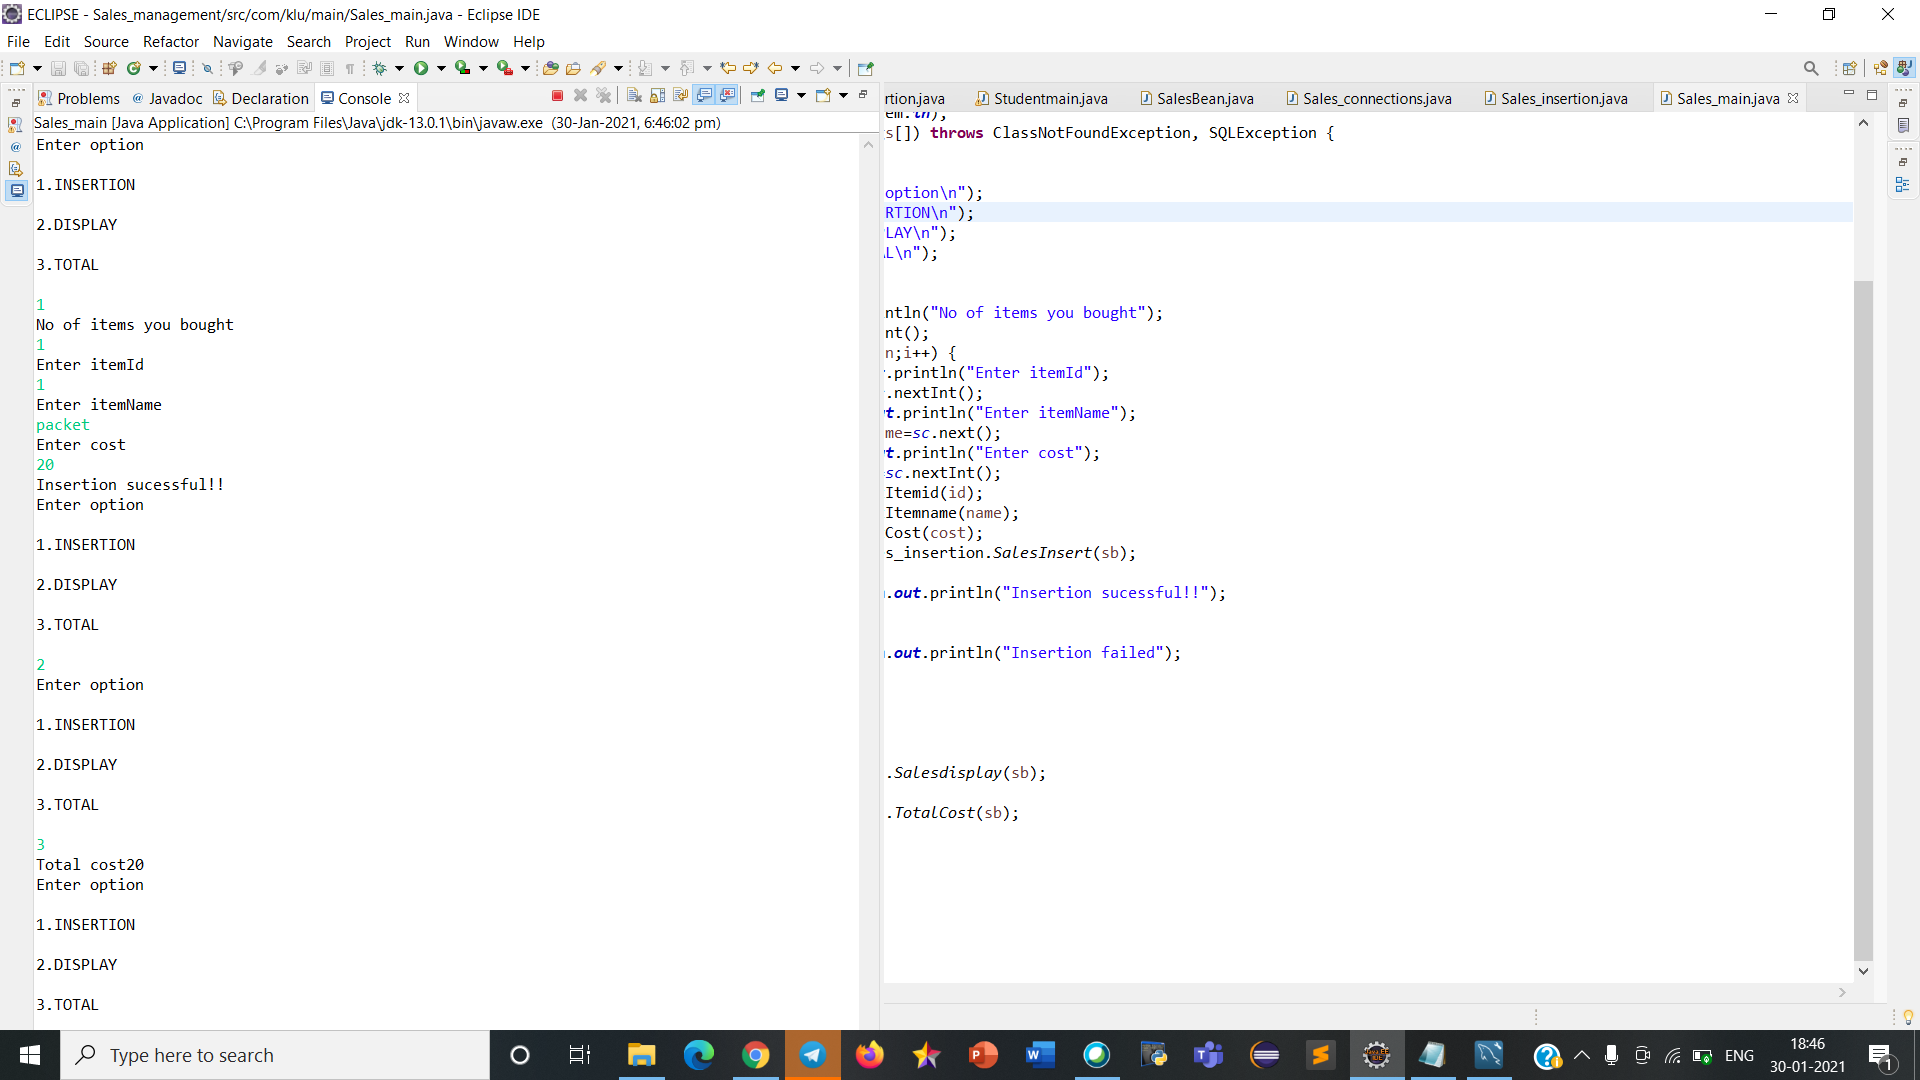 ECLIPSE - Sales_management/src/com/klu/main/Sales_main.java - Eclipse IDE
File Edit Source Refactor Navigate Search Project Run Window Help
Problems @ Javadoc Declaration Console
Sales_main [Java Application] C:\Program Files\Java\jdk-13.0.1\bin\javaw.exe (30-Jan-2021, 6:46:02 pm)
Enter option
1.INSERTION
2.DISPLAY
3.TOTAL
1
No of items you bought
1
Enter itemId
1
Enter itemName
packet
Enter cost
20
Insertion sucessful!!
Enter option
1.INSERTION
2.DISPLAY
3.TOTAL
2
Enter option
1.INSERTION
2.DISPLAY
3.TOTAL
3
Total cost20
Enter option
1.INSERTION
2.DISPLAY
3.TOTAL
rtion.java Studentmain.java SalesBean.java Sales_connections.java Sales_insertion.java Sales_main.java
em.in);
s[]) throws ClassNotFoundException, SQLException {
option\n");
RTION\n");
LAY\n");
L\n");
ntln("No of items you bought");
nt();
n;i++) {
.println("Enter itemId");
.nextInt();
t.println("Enter itemName");
me=sc.next();
t.println("Enter cost");
sc.nextInt();
Itemid(id);
Itemname(name);
Cost(cost);
s_insertion.SalesInsert(sb);
.out.println("Insertion sucessful!!");
.out.println("Insertion failed");
.Salesdisplay(sb);
.TotalCost(sb);
Type here to search
ENG
18:46
30-01-2021
1